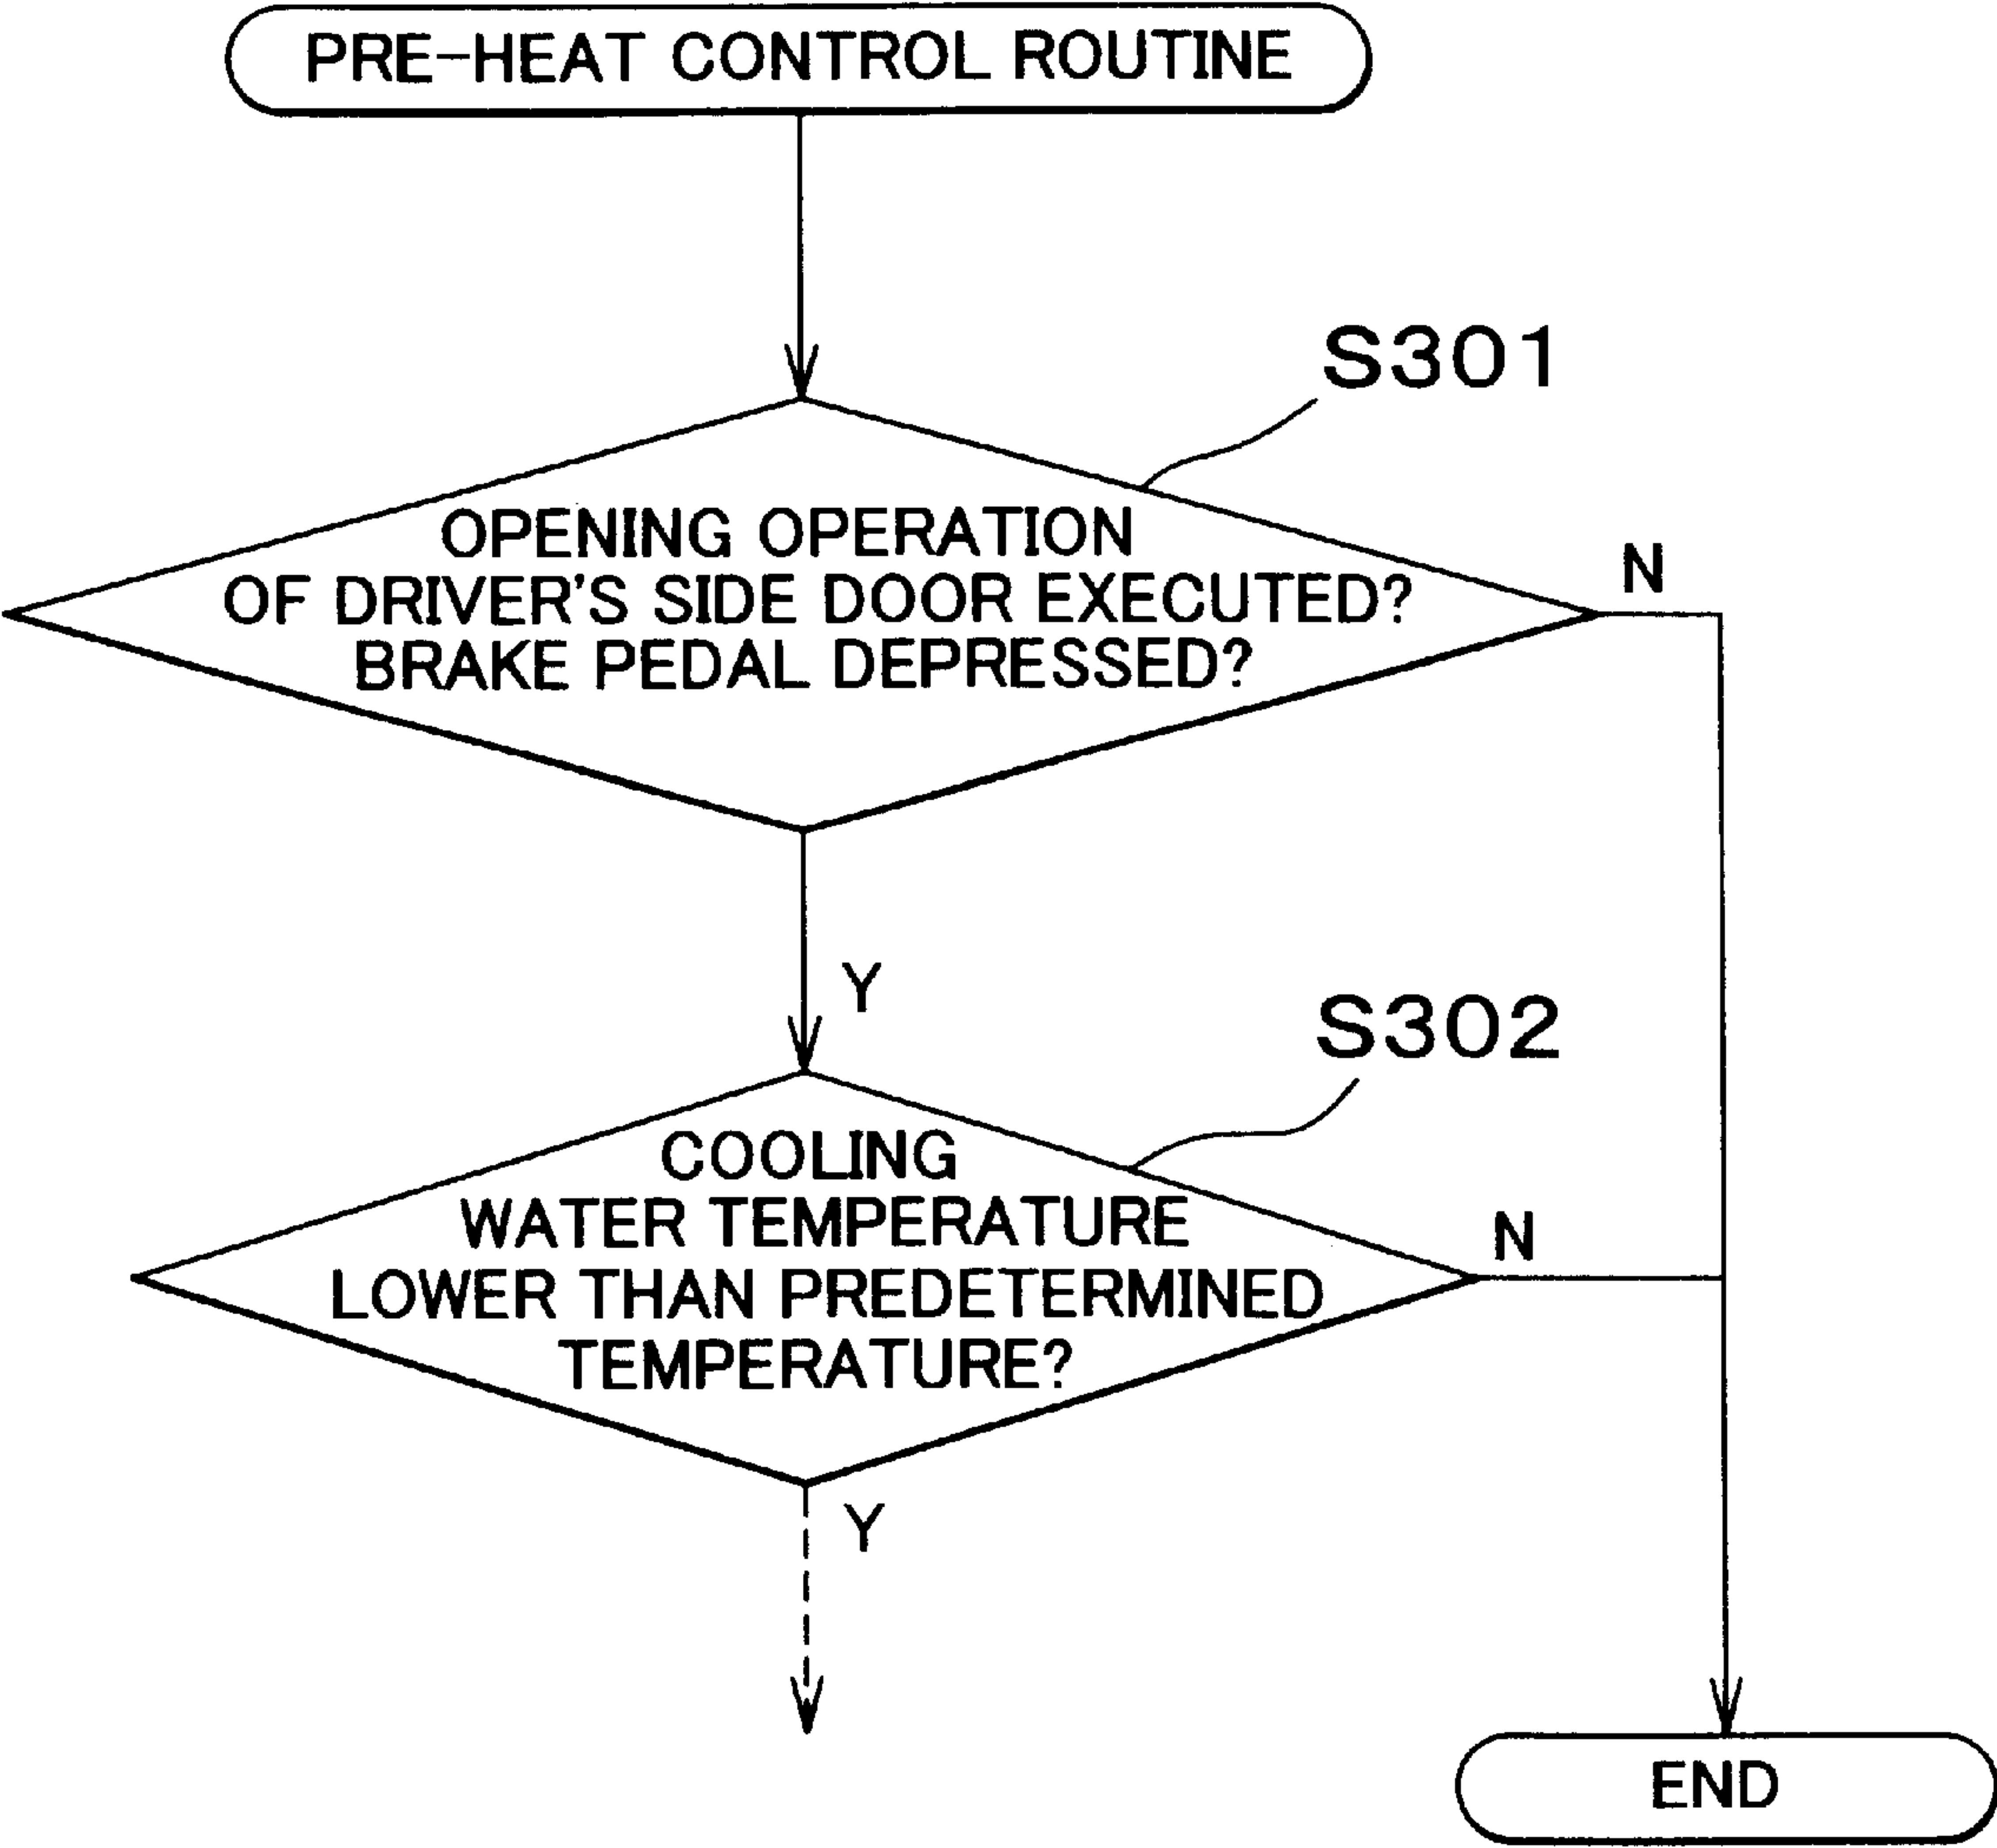 PRE-HEAT CONTROL ROUTINE
S301
OPENING OPERATION
OF DRIVER'S SIDE DOOR EXECUTED?
BRAKE PEDAL DEPRESSED?
N
Y
S302
COOLING
WATER TEMPERATURE
LOWER THAN PREDETERMINED
TEMPERATURE?
N
Y
END